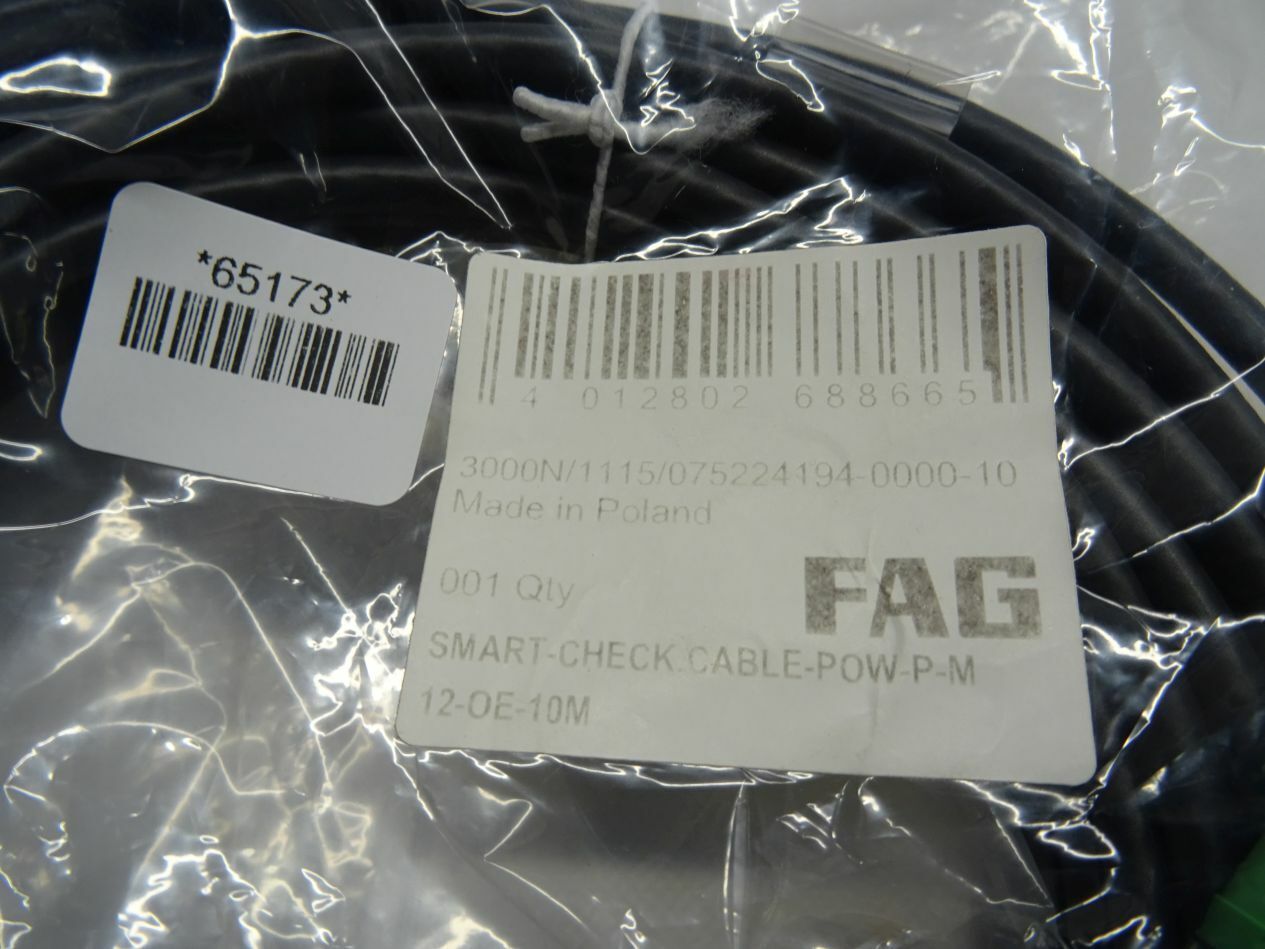 *65173*
4 012802 688665
3000N/1115/075224194-0000-10
Made in Poland
001 Qty
FAG
SMART-CHECK.CABLE-POW-P-M
12-OE-10M